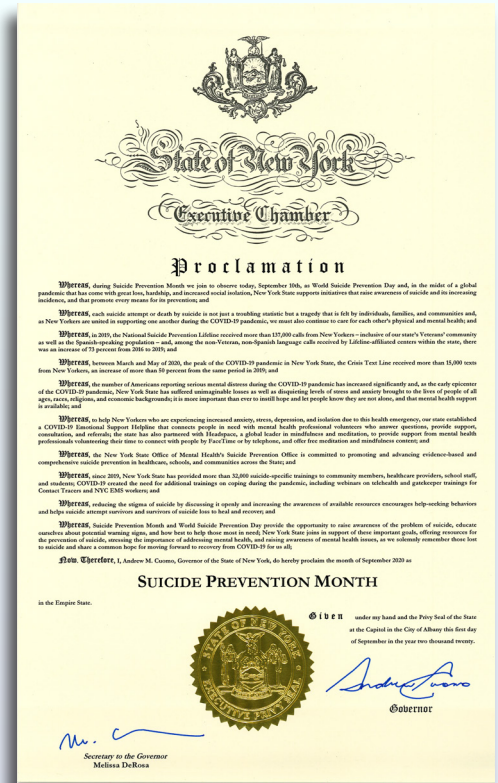 State of New York
Executive Chamber
Proclamation
Whereas, during Suicide Prevention Month we join to observe today, September 10th, as World Suicide Prevention Day and, in the midst of a global
pandemic that has come with great loss, hardship, and increased social isolation, New York State supports initiatives that raise awareness of suicide and its increasing
incidence, and that promote every means for its prevention; and
Whereas, each suicide attempt or death by suicide is not just a troubling statistic but a tragedy that is felt by individuals, families, and communities and,
as New Yorkers are united in supporting one another during the COVID-19 pandemic, we must also continue to care for each other's physical and mental health; and
Whereas, in 2019, the National Suicide Prevention Lifeline received more than 137,000 calls from New Yorkers – inclusive of our state's Veterans' community
as well as the Spanish-speaking population – and, among the non-Veteran, non-Spanish language calls received by Lifeline-affiliated centers within the state, there
was an increase of 73 percent from 2016 to 2019; and
Whereas, between March and May of 2020, the peak of the COVID-19 pandemic in New York State, the Crisis Text Line received more than 15,000 texts
from New Yorkers, an increase of more than 50 percent from the same period in 2019; and
Whereas, the number of Americans reporting serious mental distress during the COVID-19 pandemic has increased significantly and, as the early epicenter
of the COVID-19 pandemic, New York State has suffered unimaginable losses as well as disquieting levels of stress and anxiety brought to the lives of people of all
ages, races, religions, and economic backgrounds; it is more important than ever to instill hope and let people know they are not alone, and that mental health support
is available; and
Whereas, to help New Yorkers who are experiencing increased anxiety, stress, depression, and isolation due to this health emergency, our state established
a COVID-19 Emotional Support Helpline that connects people in need with mental health professional volunteers who answer questions, provide support,
consultation, and referrals; the state also has partnered with Headspace, a global leader in mindfulness and meditation, to provide support from mental health
professionals volunteering their time to connect with people by FaceTime or by telephone, and offer free meditation and mindfulness content; and
Whereas, the New York State Office of Mental Health's Suicide Prevention Office is committed to promoting and advancing evidence-based and
comprehensive suicide prevention in healthcare, schools, and communities across the State; and
Whereas, since 2019, New York State has provided more than 32,000 suicide-specific trainings to community members, healthcare providers, school staff,
and students; COVID-19 created the need for additional trainings on coping during the pandemic, including webinars on telehealth and gatekeeper trainings for
Contact Tracers and NYC EMS workers; and
Whereas, reducing the stigma of suicide by discussing it openly and increasing the awareness of available resources encourages help-seeking behaviors
and helps suicide attempt survivors and survivors of suicide loss to heal and recover; and
Whereas, Suicide Prevention Month and World Suicide Prevention Day provide the opportunity to raise awareness of the problem of suicide, educate
ourselves about potential warning signs, and how best to help those most in need; New York State joins in support of these important goals, offering resources for
the prevention of suicide, stressing the importance of addressing mental health, and raising awareness of mental health issues, as we solemnly remember those lost
to suicide and share a common hope for moving forward to recovery from COVID-19 for us all;
Now, Therefore, I, Andrew M. Cuomo, Governor of the State of New York, do hereby proclaim the month of September 2020 as
SUICIDE PREVENTION MONTH
in the Empire State.
Given under my hand and the Privy Seal of the State
at the Capitol in the City of Albany this first day
of September in the year two thousand twenty.
STATE OF NEW YORK
EXECUTIVE PRIVY SEAL
Andrew Cuomo
Governor
Secretary to the Governor
Melissa DeRosa